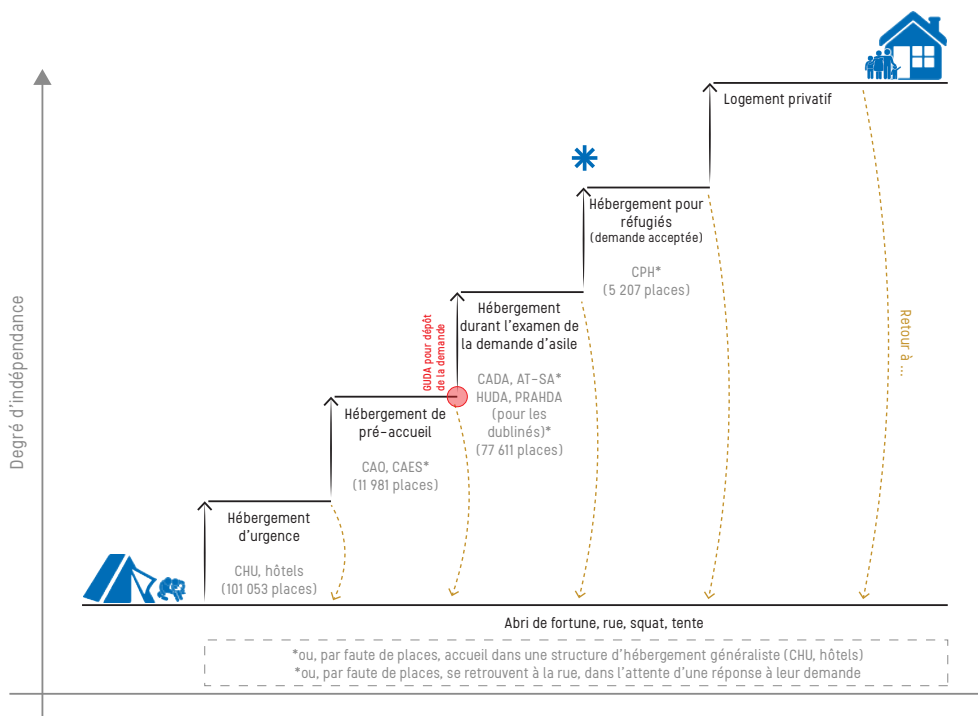 Degré d'indépendance
Logement privatif
Hébergement pour
réfugiés
(demande acceptée)
CPH*
(5 207 places)
Retour à ...
Hébergement
durant l'examen de
la demande d'asile
CADA, AT-SA*
HUDA, PRAHDA
(pour les
dublinés)*
(77 611 places)
GUDA pour dépôt
de la demande
Hébergement de
pré-accueil
CAO, CAES*
(11 981 places)
Hébergement
d'urgence
CHU, hôtels
(101 053 places)
Abri de fortune, rue, squat, tente
*ou, par faute de places, accueil dans une structure d'hébergement généraliste (CHU, hôtels)
*ou, par faute de places, se retrouvent à la rue, dans l'attente d'une réponse à leur demande